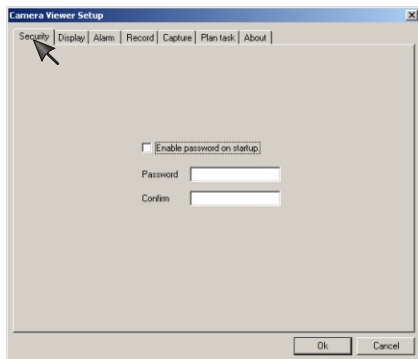 Camera Viewer Setup
Security Display Alarm Record Capture Plan task About
Enable password on startup.
Password
Confirm
Ok Cancel